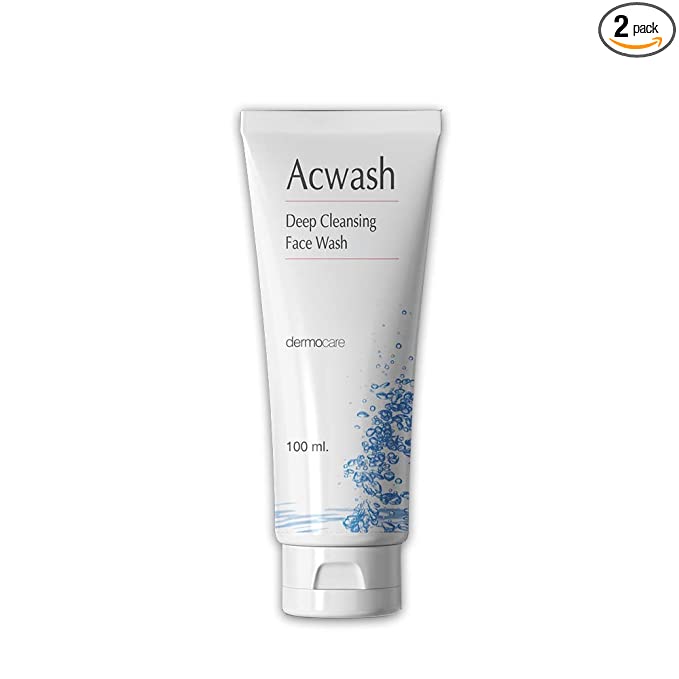 2 pack
Acwash
Deep Cleansing
Face Wash
dermocare
100 ml.